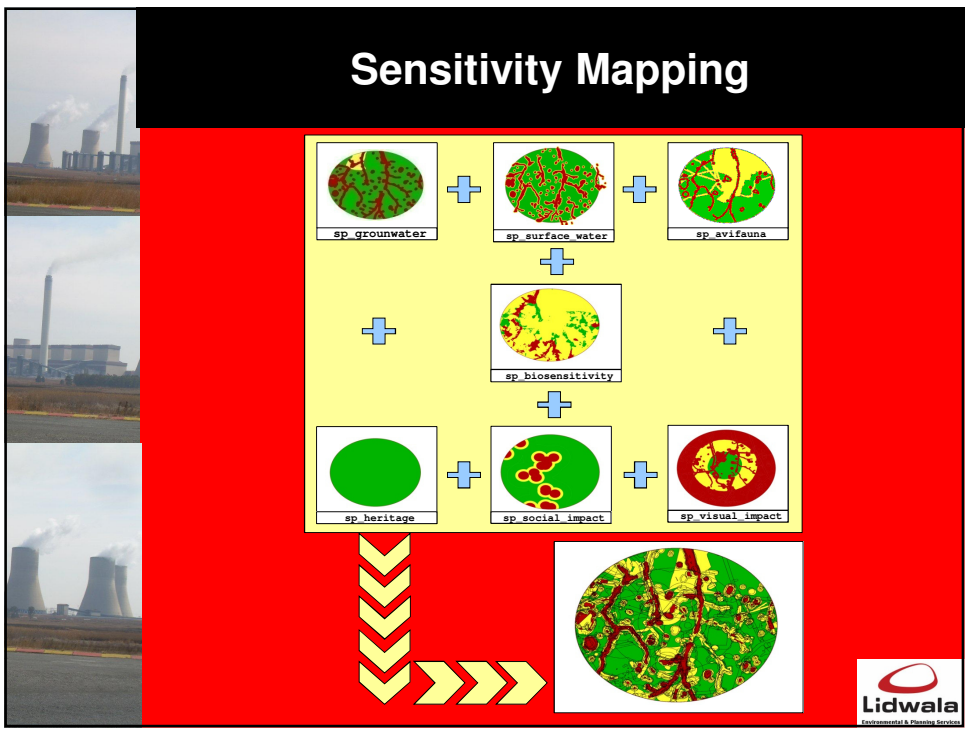 Sensitivity Mapping
sp_grounwater
sp_surface_water
sp_avifauna
sp_biosensitivity
sp_heritage
sp_social_impact
sp_visual_impact
Lidwala
Environmental & Planning Services